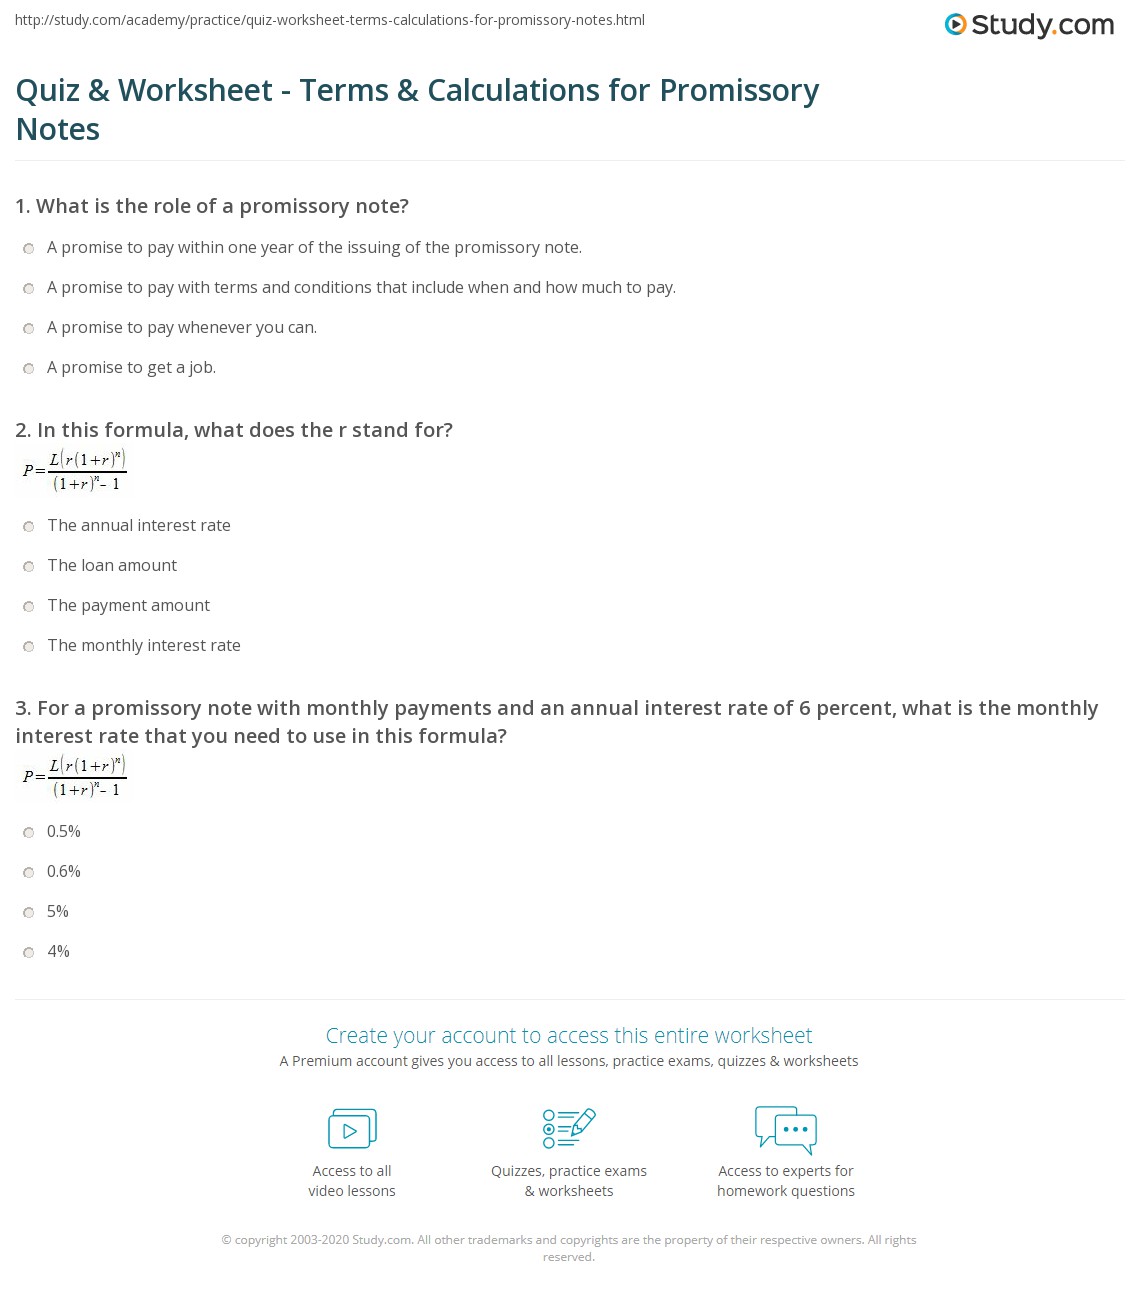 http://study.com/academy/practice/quiz-worksheet-terms-calculations-for-promissory-notes.html
Study.com
Quiz & Worksheet - Terms & Calculations for Promissory
Notes
1. What is the role of a promissory note?
A promise to pay within one year of the issuing of the promissory note.
A promise to pay with terms and conditions that include when and how much to pay.
A promise to pay whenever you can.
A promise to get a job.
2. In this formula, what does the r stand for?
P = L(r(1+r)^n) / (1+r)^n - 1
The annual interest rate
The loan amount
The payment amount
The monthly interest rate
3. For a promissory note with monthly payments and an annual interest rate of 6 percent, what is the monthly
interest rate that you need to use in this formula?
P = L(r(1+r)^n) / (1+r)^n - 1
0.5%
0.6%
5%
4%
Create your account to access this entire worksheet
A Premium account gives you access to all lessons, practice exams, quizzes & worksheets
Access to all
video lessons
Quizzes, practice exams
& worksheets
Access to experts for
homework questions
© copyright 2003-2020 Study.com. All other trademarks and copyrights are the property of their respective owners. All rights
reserved.